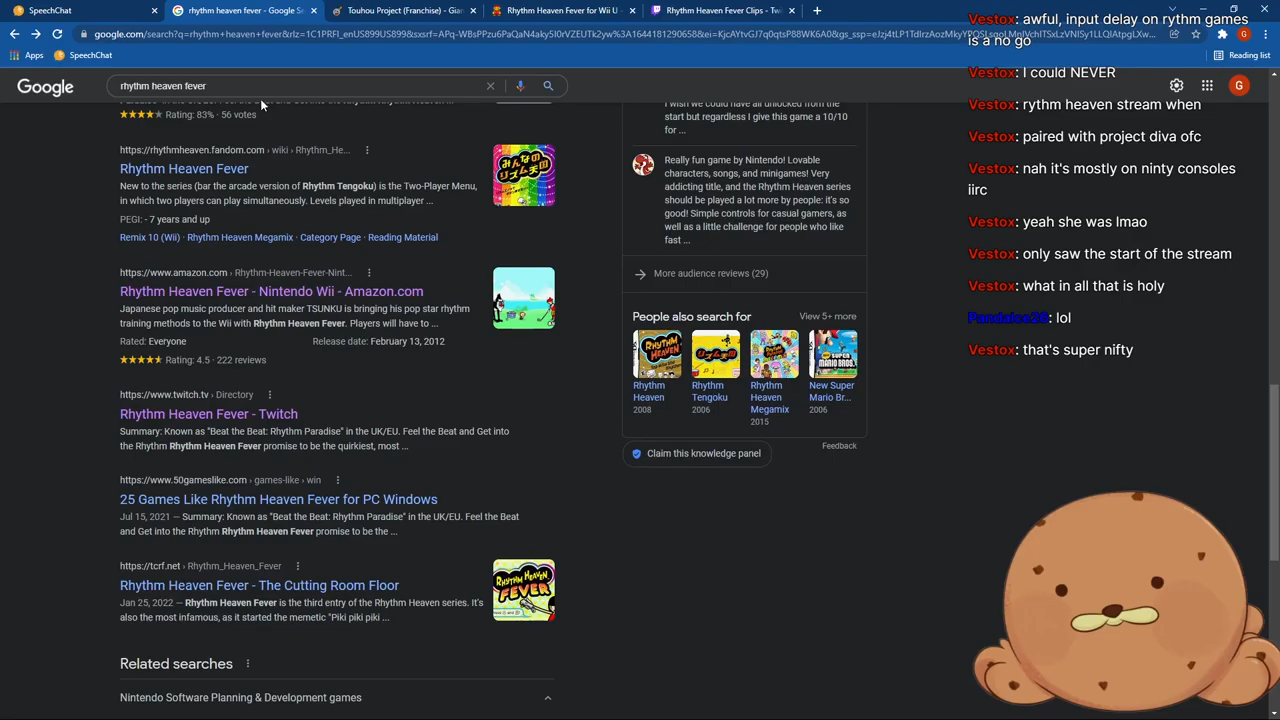 SpeechChat
rhythm heaven fever - Google Se
Touhou Project (Franchise) - Gian
Rhythm Heaven Fever for Wii U -
Rhythm Heaven Fever Clips - Tw
Apps
SpeechChat
Reading list
Google
rhythm heaven fever
G
Rating: 83% · 56 votes
https://rhythmheaven.fandom.com › wiki › Rhythm_He...
Rhythm Heaven Fever
New to the series (bar the arcade version of Rhythm Tengoku) is the Two-Player Menu,
in which two players can play simultaneously. Levels played in multiplayer ...
PEGI: - 7 years and up
Remix 10 (Wii) · Rhythm Heaven Megamix · Category Page · Reading Material
みんなの
リズム天国
https://www.amazon.com › Rhythm-Heaven-Fever-Nint...
Rhythm Heaven Fever - Nintendo Wii - Amazon.com
Japanese pop music producer and hit maker TSUNKU is bringing his pop star rhythm
training methods to the Wii with Rhythm Heaven Fever. Players will have to ...
Rated: Everyone Release date: February 13, 2012
Rating: 4.5 · 222 reviews
https://www.twitch.tv › Directory
Rhythm Heaven Fever - Twitch
Summary: Known as "Beat the Beat: Rhythm Paradise" in the UK/EU. Feel the Beat and Get into
the Rhythm Rhythm Heaven Fever promise to be the quirkiest, most ...
https://www.50gameslike.com › games-like › win
25 Games Like Rhythm Heaven Fever for PC Windows
Jul 15, 2021 — Summary: Known as "Beat the Beat: Rhythm Paradise" in the UK/EU. Feel the Beat
and Get into the Rhythm Rhythm Heaven Fever promise to be the ...
https://tcrf.net › Rhythm_Heaven_Fever
Rhythm Heaven Fever - The Cutting Room Floor
Jan 25, 2022 — Rhythm Heaven Fever is the third entry of the Rhythm Heaven series. It's
also the most infamous, as it started the memetic "Piki piki piki ...
RHYTHM
HEAVEN
FEVER
Related searches
Nintendo Software Planning & Development games
I wish we could have all unlocked from the
start but regardless I give this game a 10/10
for ...
Really fun game by Nintendo! Lovable
characters, songs, and minigames! Very
addicting title, and the Rhythm Heaven series
should be played a lot more by people: it's so
good! Simple controls for casual gamers, as
well as a little challenge for people who like
fast ...
More audience reviews (29)
People also search for
View 5+ more
Rhythm
Heaven
2008
Rhythm
Tengoku
2006
Rhythm
Heaven
Megamix
2015
New Super
Mario Br...
2006
Feedback
Claim this knowledge panel
Vestox: awful, input delay on rythm games
is a no go
Vestox: I could NEVER
Vestox: rythm heaven stream when
Vestox: paired with project diva ofc
Vestox: nah it's mostly on ninty consoles
iirc
Vestox: yeah she was lmao
Vestox: only saw the start of the stream
Vestox: what in all that is holy
PandaIce28: lol
Vestox: that's super nifty